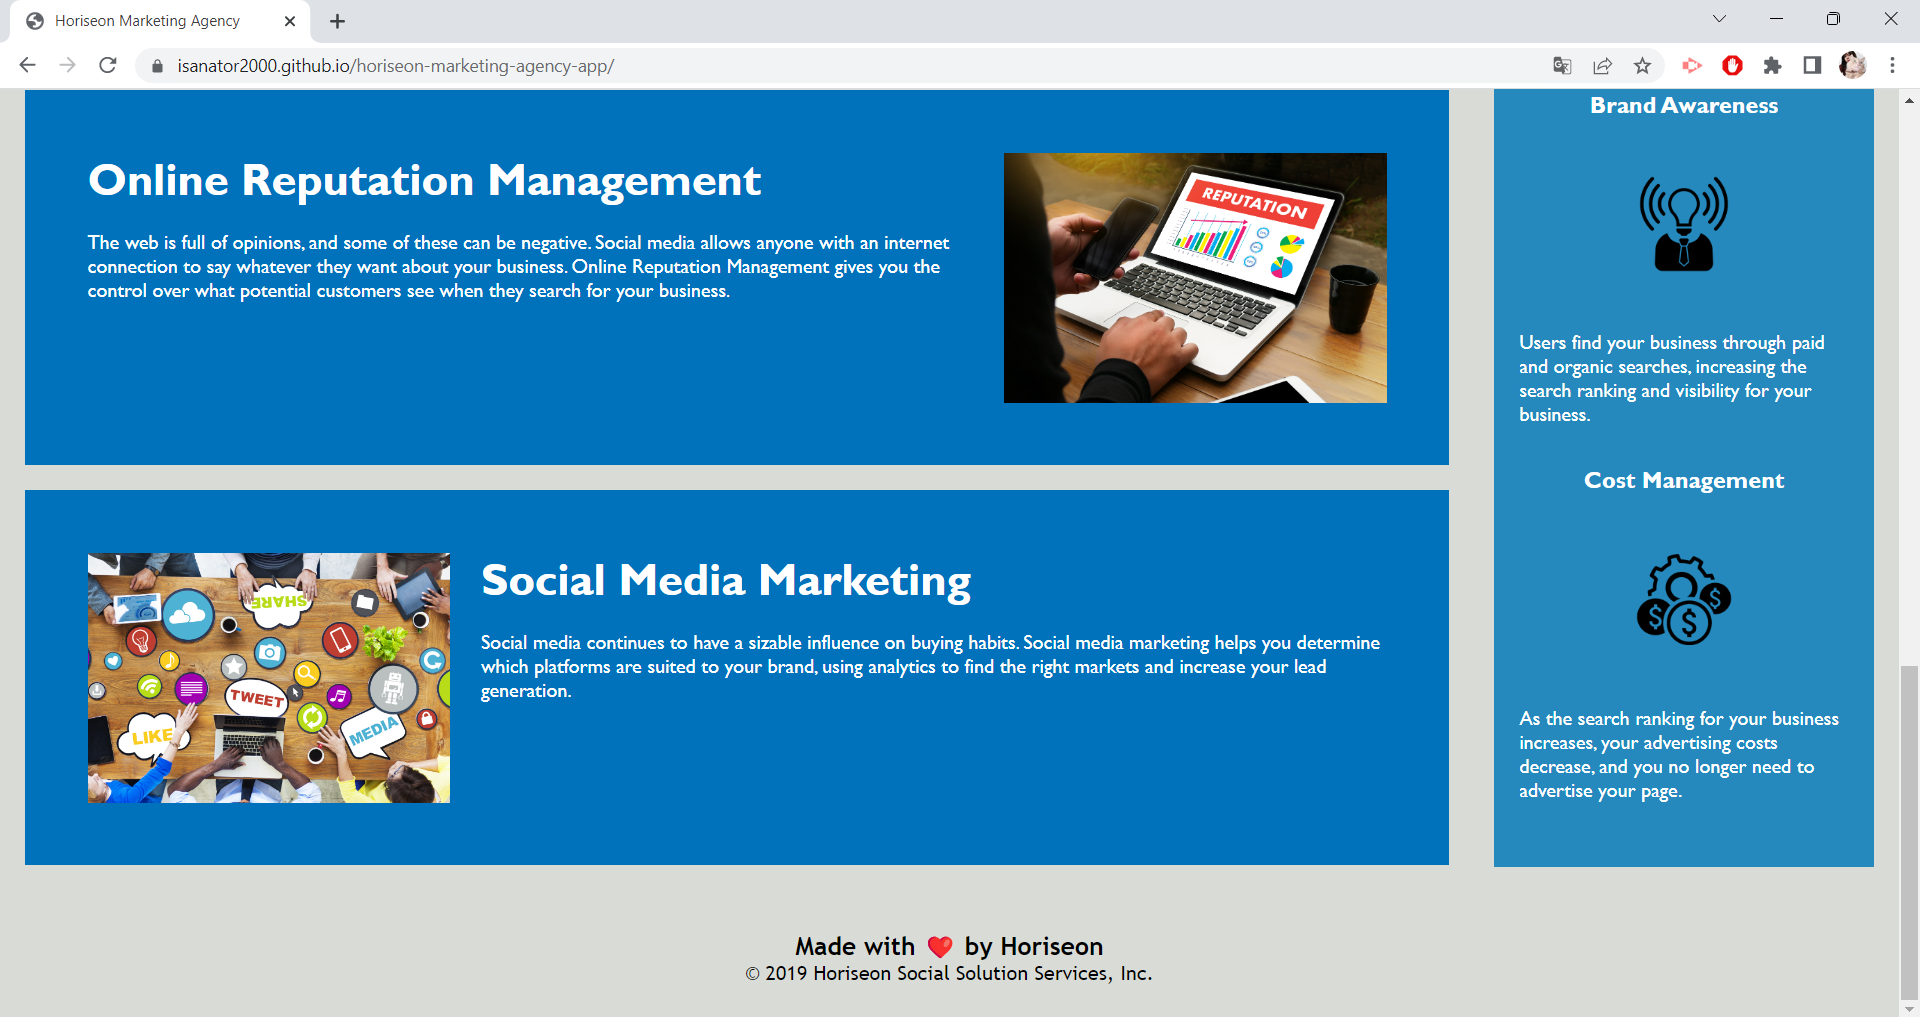 Horiseon Marketing Agency
isanator2000.github.io/horiseon-marketing-agency-app/
Online Reputation Management
The web is full of opinions, and some of these can be negative. Social media allows anyone with an internet
connection to say whatever they want about your business. Online Reputation Management gives you the
control over what potential customers see when they search for your business.
REPUTATION
Social Media Marketing
Social media continues to have a sizable influence on buying habits. Social media marketing helps you determine
which platforms are suited to your brand, using analytics to find the right markets and increase your lead
generation.
SHARE
TWEET
LIKE
MEDIA
Brand Awareness
Users find your business through paid
and organic searches, increasing the
search ranking and visibility for your
business.
Cost Management
$ $ $
As the search ranking for your business
increases, your advertising costs
decrease, and you no longer need to
advertise your page.
Made with ❤️ by Horiseon
© 2019 Horiseon Social Solution Services, Inc.